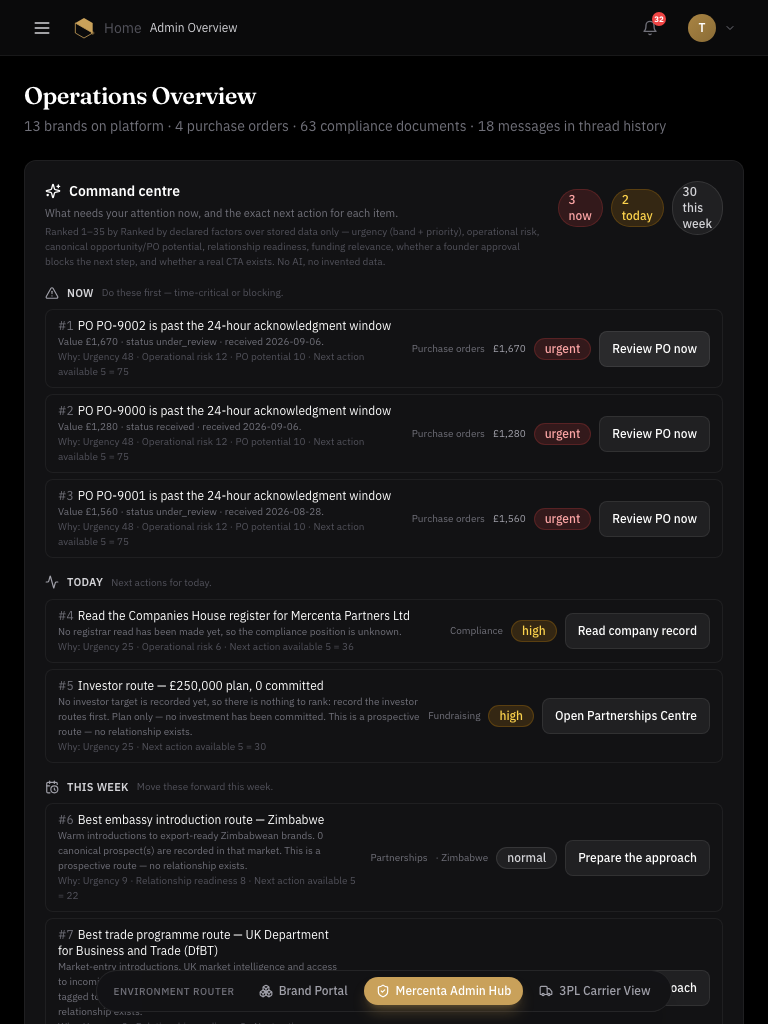 Home Admin Overview
32
T
Operations Overview
13 brands on platform · 4 purchase orders · 63 compliance documents · 18 messages in thread history
Command centre
What needs your attention now, and the exact next action for each item.
Ranked 1–35 by Ranked by declared factors over stored data only — urgency (band + priority), operational risk,
canonical opportunity/PO potential, relationship readiness, funding relevance, whether a founder approval
blocks the next step, and whether a real CTA exists. No AI, no invented data.
3
now
2
today
30
this
week
NOW Do these first — time-critical or blocking.
#1 PO PO-9002 is past the 24-hour acknowledgment window
Value £1,670 · status under_review · received 2026-09-06.
Why: Urgency 48 · Operational risk 12 · PO potential 10 · Next action
available 5 = 75
Purchase orders £1,670 urgent Review PO now
#2 PO PO-9000 is past the 24-hour acknowledgment window
Value £1,280 · status received · received 2026-09-06.
Why: Urgency 48 · Operational risk 12 · PO potential 10 · Next action
available 5 = 75
Purchase orders £1,280 urgent Review PO now
#3 PO PO-9001 is past the 24-hour acknowledgment window
Value £1,560 · status under_review · received 2026-08-28.
Why: Urgency 48 · Operational risk 12 · PO potential 10 · Next action
available 5 = 75
Purchase orders £1,560 urgent Review PO now
TODAY Next actions for today.
#4 Read the Companies House register for Mercenta Partners Ltd
No registrar read has been made yet, so the compliance position is unknown.
Why: Urgency 25 · Operational risk 6 · Next action available 5 = 36
Compliance high Read company record
#5 Investor route — £250,000 plan, 0 committed
No investor target is recorded yet, so there is nothing to rank: record the investor
routes first. Plan only — no investment has been committed. This is a prospective
route — no relationship exists.
Why: Urgency 25 · Next action available 5 = 30
Fundraising high Open Partnerships Centre
THIS WEEK Move these forward this week.
#6 Best embassy introduction route — Zimbabwe
Warm introductions to export-ready Zimbabwean brands. 0
canonical prospect(s) are recorded in that market. This is a
prospective route — no relationship exists.
Why: Urgency 9 · Relationship readiness 8 · Next action available 5
= 22
Partnerships · Zimbabwe normal Prepare the approach
#7 Best trade programme route — UK Department
for Business and Trade (DfBT)
Market-entry introductions, UK market intelligence and access
ENVIRONMENT ROUTER Brand Portal Mercenta Admin Hub 3PL Carrier View